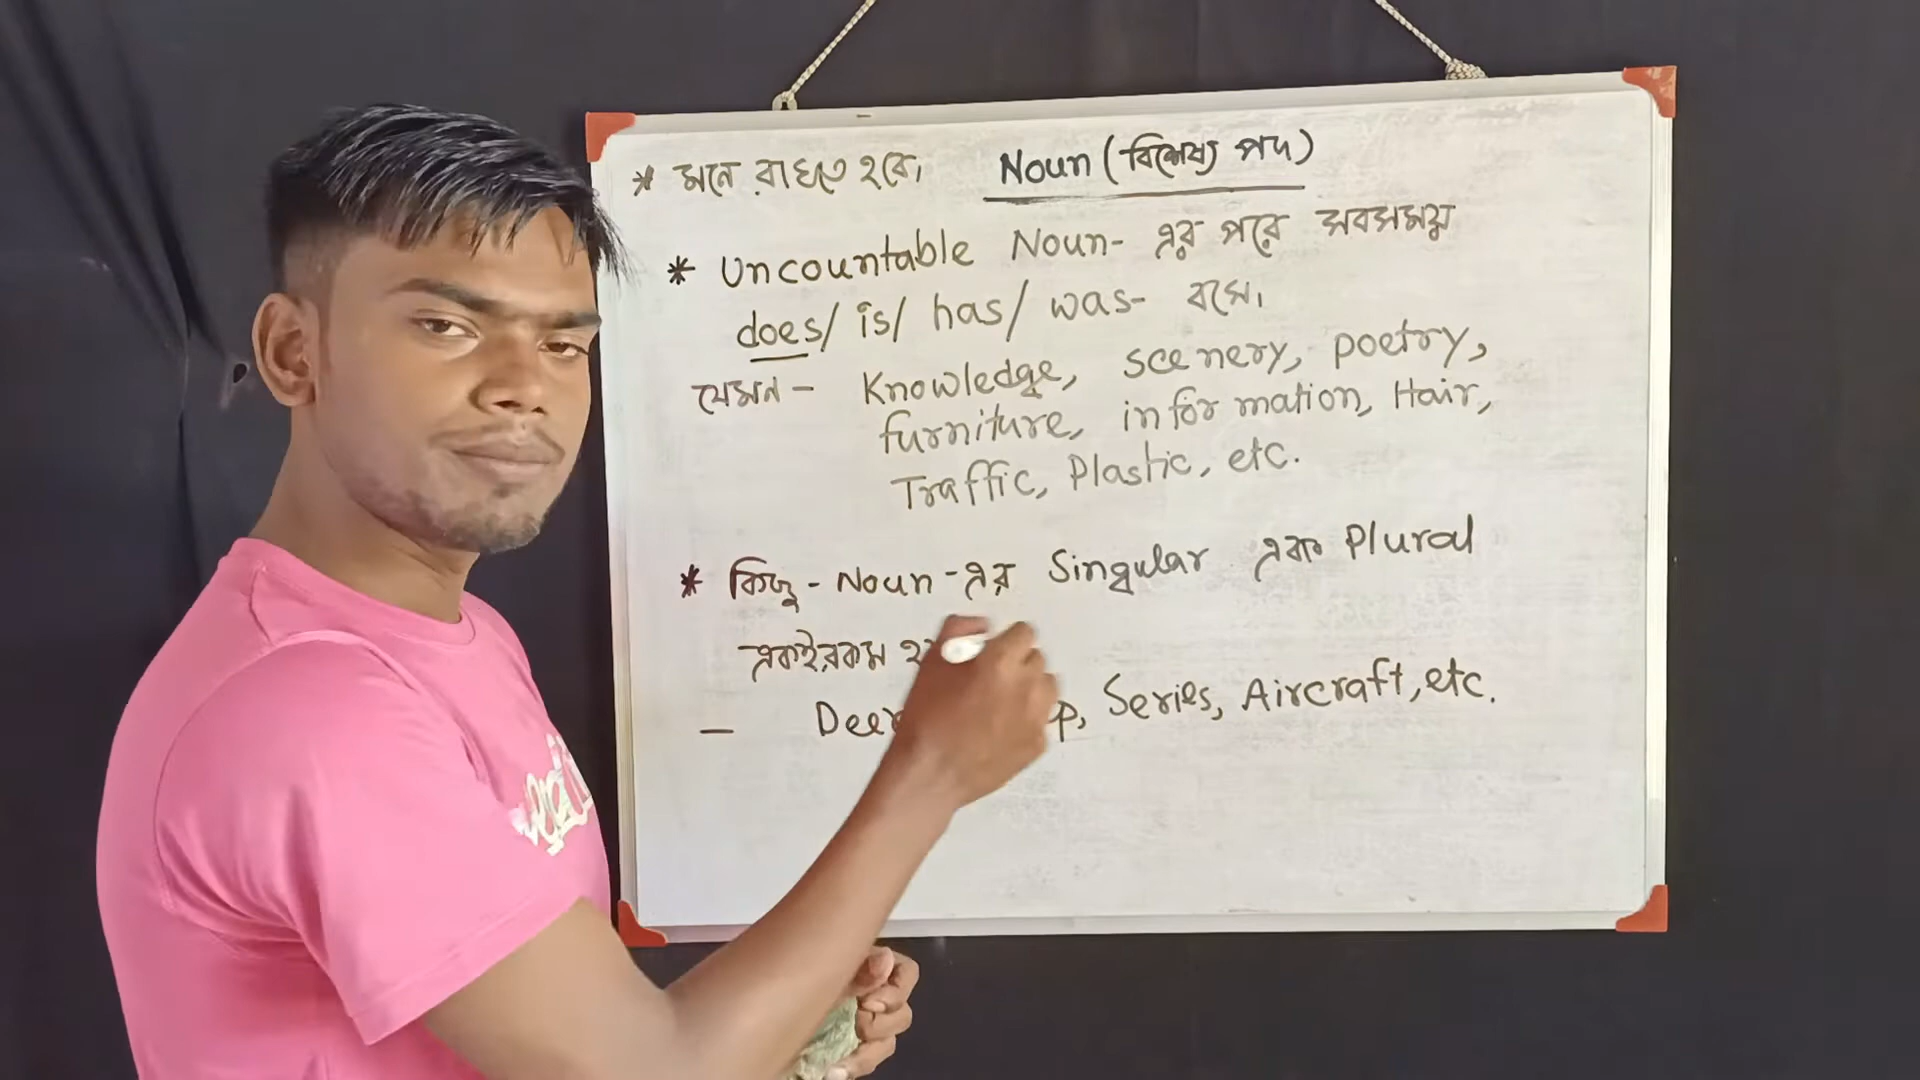 * মনে রাখতে হবে। Noun (বিশেষ্য পদ)
* Uncountable Noun- এর পরে সবসময়
does/ is/ has/ was- বসে।
যেমন - Knowledge, scenery, poetry,
furniture, information, Hair,
Traffic, Plastic, etc.
* কিছু - Noun - এর Singular এবং Plural
একইরকম
- Deer Series, Aircraft, etc.